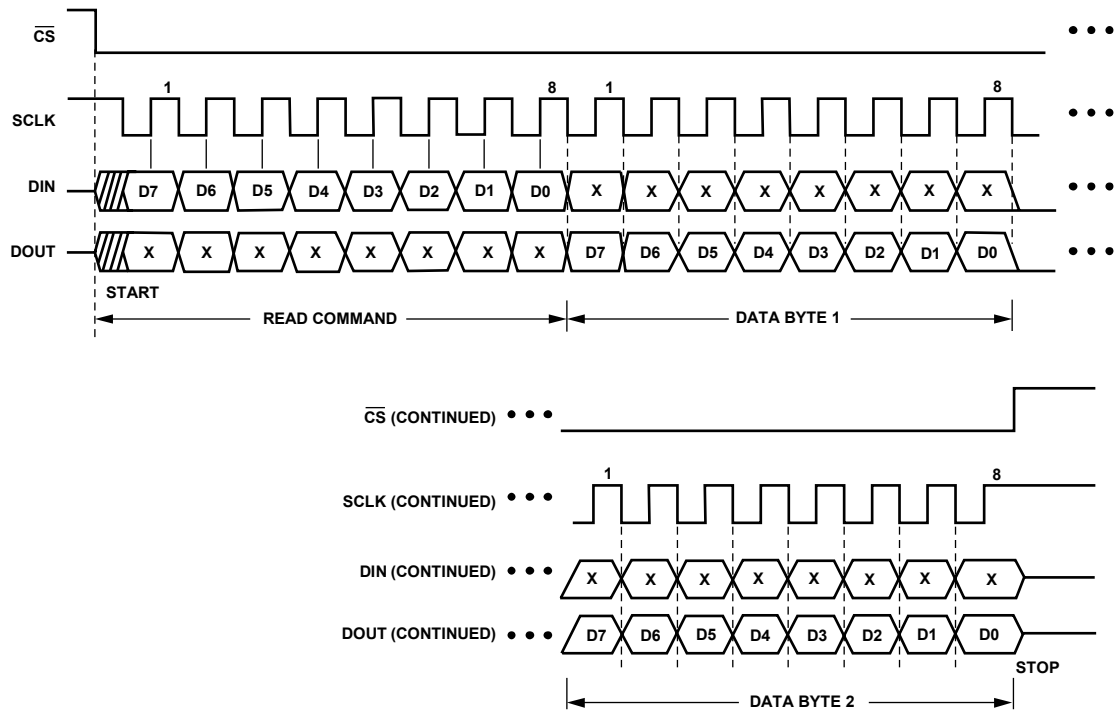 CS
1 8 1 8
SCLK
DIN D7 D6 D5 D4 D3 D2 D1 D0 X X X X X X X X
DOUT X X X X X X X X D7 D6 D5 D4 D3 D2 D1 D0
START
READ COMMAND DATA BYTE 1
CS (CONTINUED)
1 8
SCLK (CONTINUED)
DIN (CONTINUED) X X X X X X X X
DOUT (CONTINUED) D7 D6 D5 D4 D3 D2 D1 D0
STOP
DATA BYTE 2